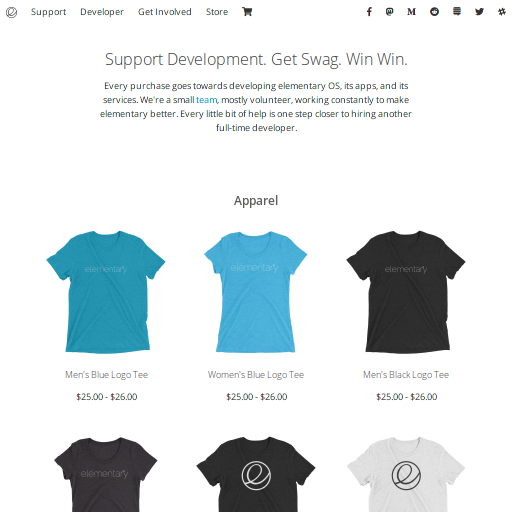 Support Developer Get Involved Store
Support Development. Get Swag. Win Win.
Every purchase goes towards developing elementary OS, its apps, and its
services. We're a small team, mostly volunteer, working constantly to make
elementary better. Every little bit of help is one step closer to hiring another
full-time developer.
Apparel
elementary elementary elementary
Men's Blue Logo Tee Women's Blue Logo Tee Men's Black Logo Tee
$25.00 - $26.00 $25.00 - $26.00 $25.00 - $26.00
elementary